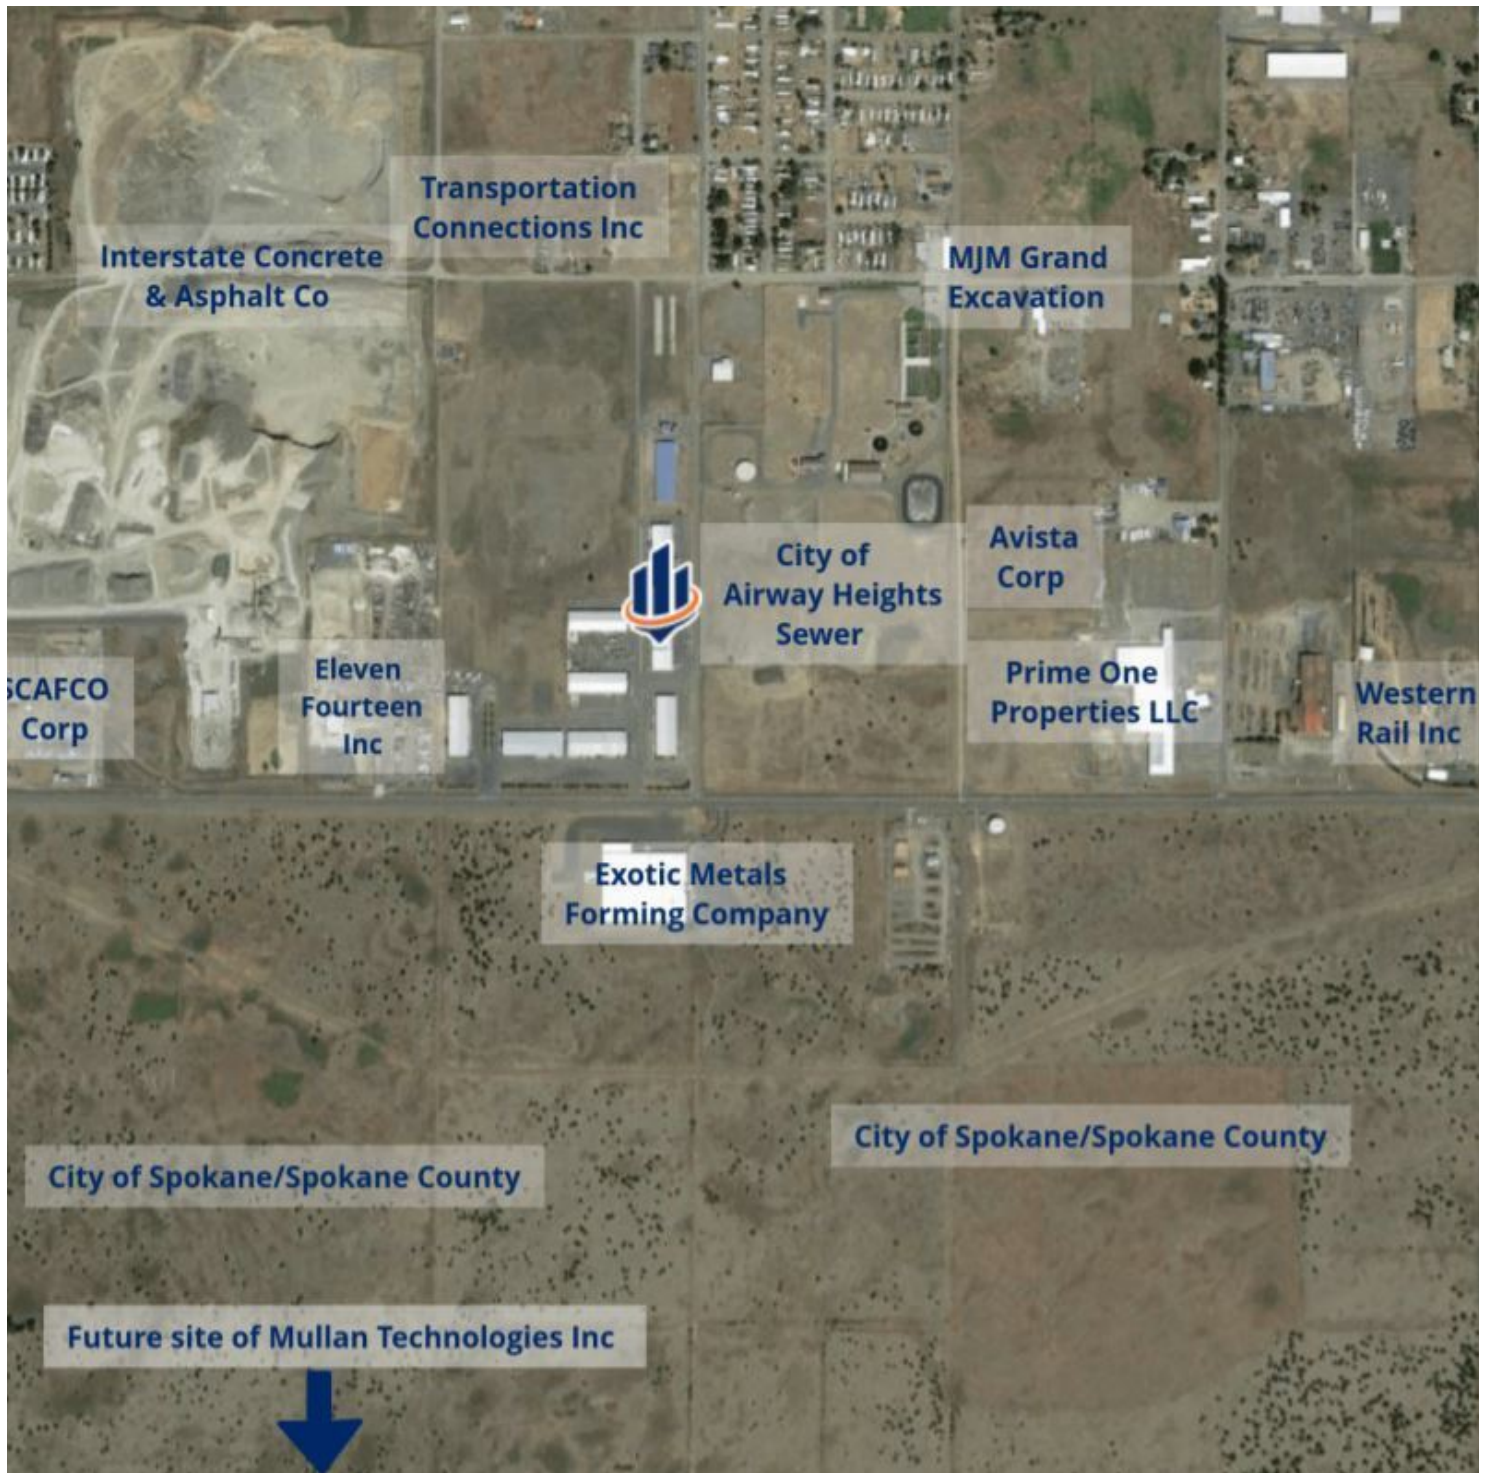 Transportation
Connections Inc
Interstate Concrete
& Asphalt Co
MJM Grand
Excavation
City of
Airway Heights
Sewer
Avista
Corp
SCAFCO
Corp
Eleven
Fourteen
Inc
Prime One
Properties LLC
Western
Rail Inc
Exotic Metals
Forming Company
City of Spokane/Spokane County
City of Spokane/Spokane County
Future site of Mullan Technologies Inc